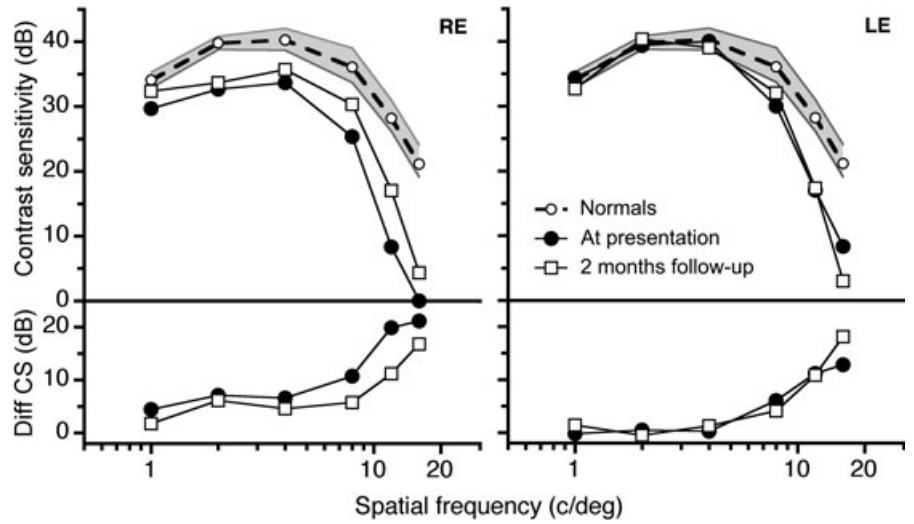 RE
LE
Contrast sensitivity (dB)
40
30
20
10
0
Normals
At presentation
2 months follow-up
Diff CS (dB)
20
10
0
1
10
20
1
10
20
Spatial frequency (c/deg)